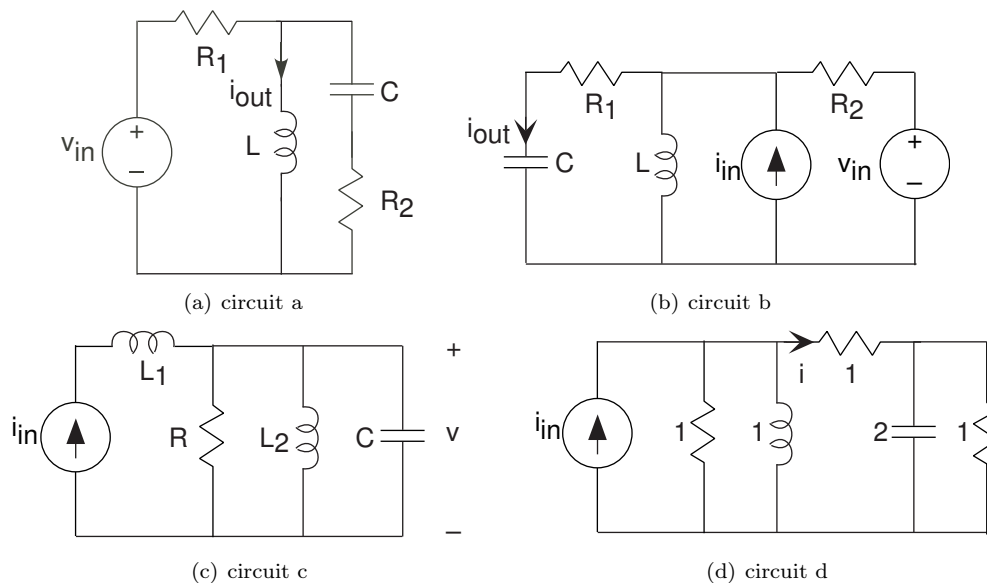 R1
iout
vin
+
−
L
C
R2
(a) circuit a
iout
C
R1
L
iin
R2
vin
+
−
(b) circuit b
iin
L1
R
L2
C
+
v
−
(c) circuit c
iin
1
1
i
1
2
1
(d) circuit d